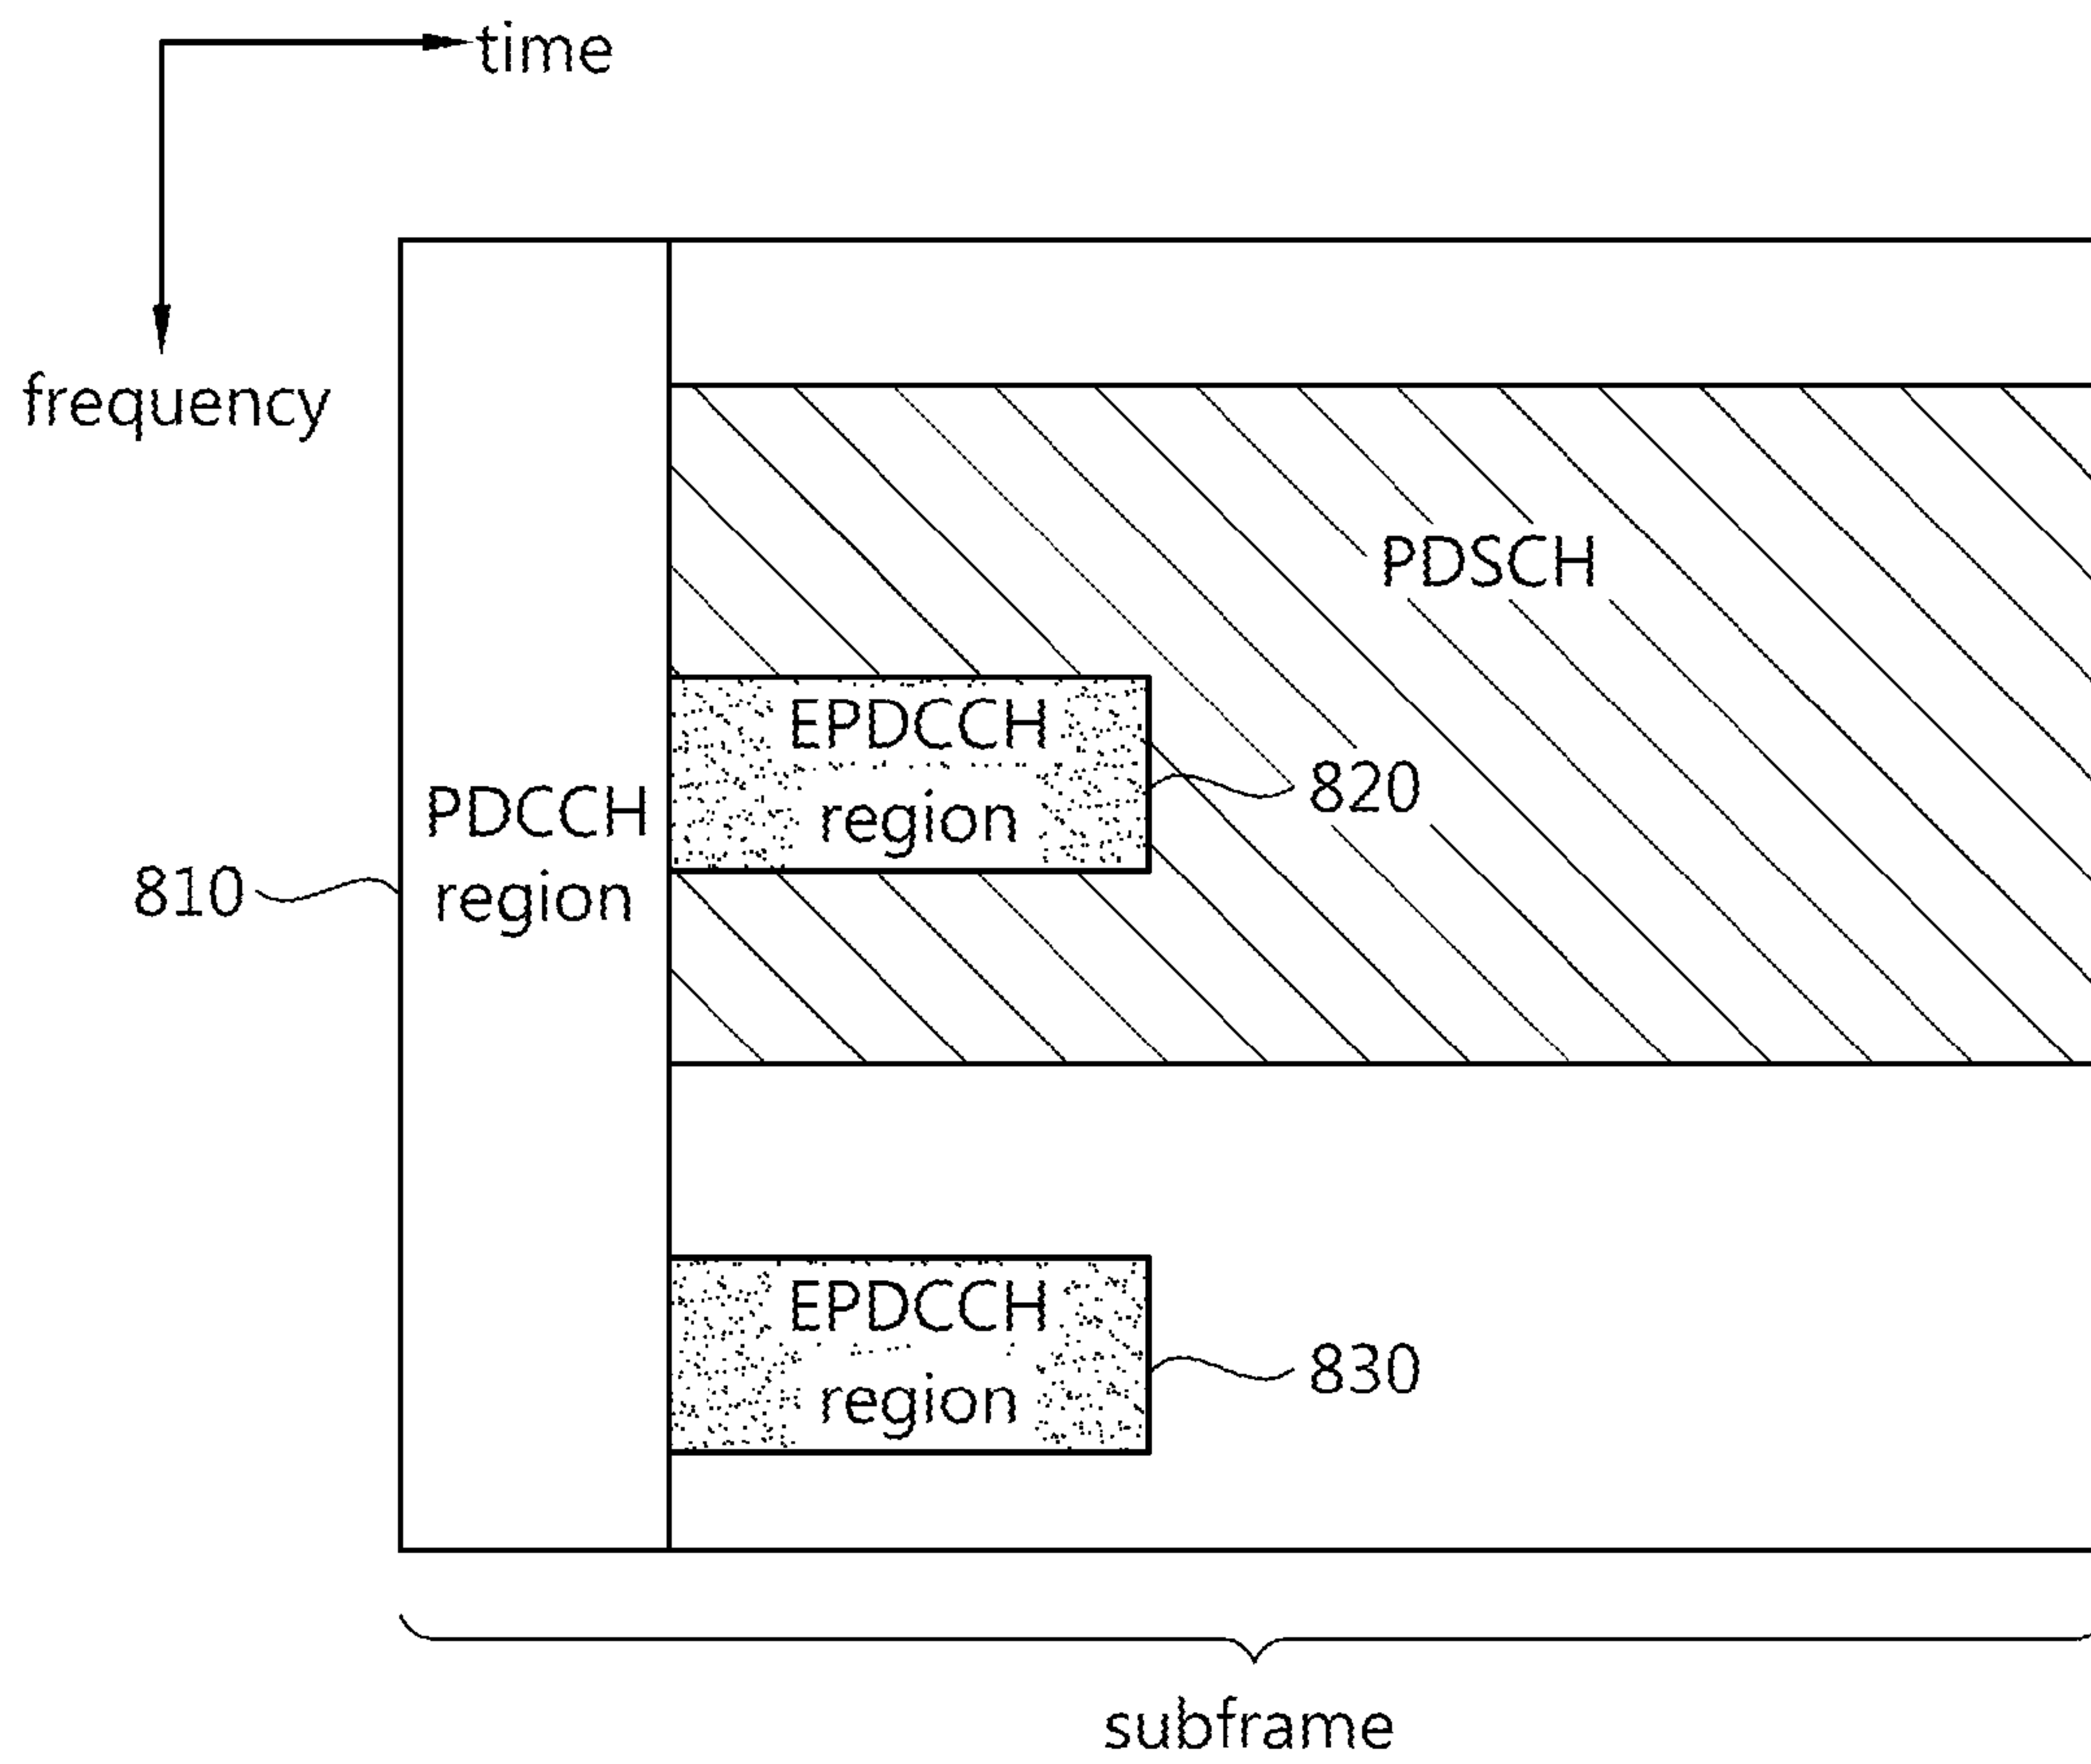 time
frequency
PDSCH
EPDCCH
region
820
PDCCH
region
810
EPDCCH
region
830
subframe